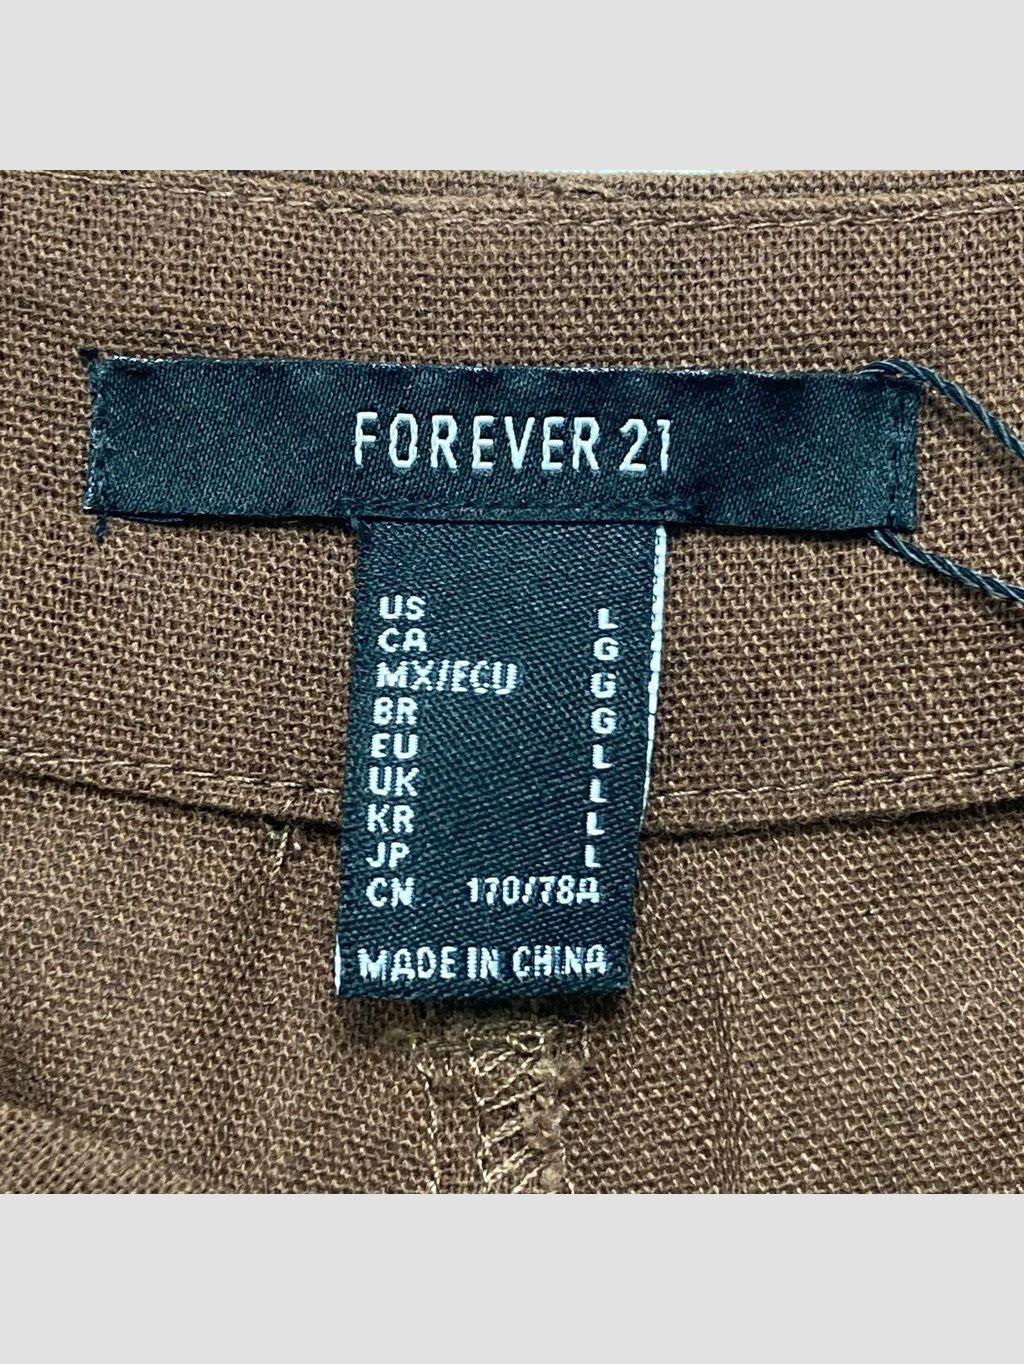 FOREVER 21
US L
CA G
MX/ECU G
BR G
EU L
UK L
KR L
JP L
CN 170/78A
MADE IN CHINA